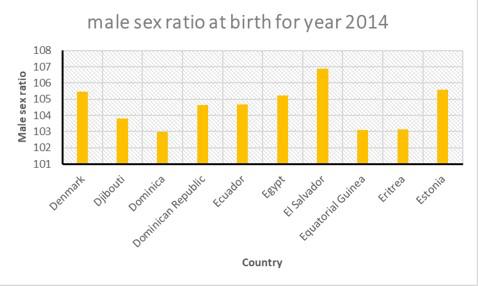 male sex ratio at birth for year 2014
108
107
106
105
104
103
102
101
Male sex ratio
Denmark
Djibouti
Dominica
Dominican Republic
Ecuador
Egypt
El Salvador
Equatorial Guinea
Eritrea
Estonia
Country